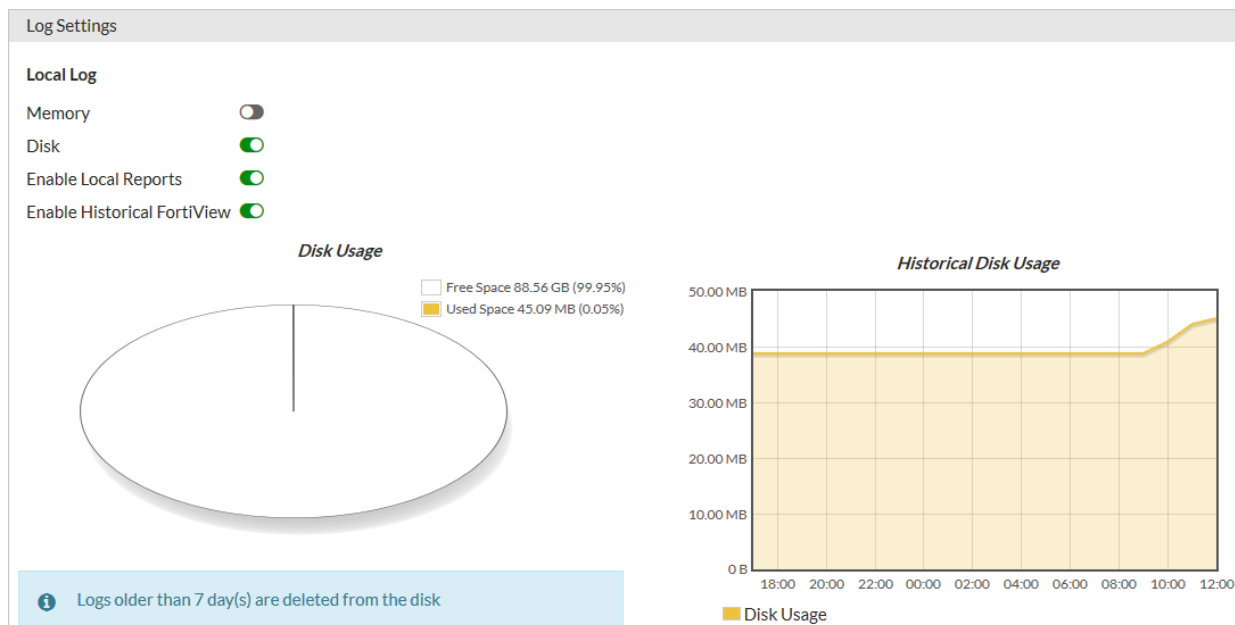 Log Settings
Local Log
Memory
Disk
Enable Local Reports
Enable Historical FortiView
Disk Usage
Free Space 88.56 GB (99.95%)
Used Space 45.09 MB (0.05%)
Logs older than 7 day(s) are deleted from the disk
Historical Disk Usage
50.00 MB
40.00 MB
30.00 MB
20.00 MB
10.00 MB
0 B
18:00 20:00 22:00 00:00 02:00 04:00 06:00 08:00 10:00 12:00
Disk Usage